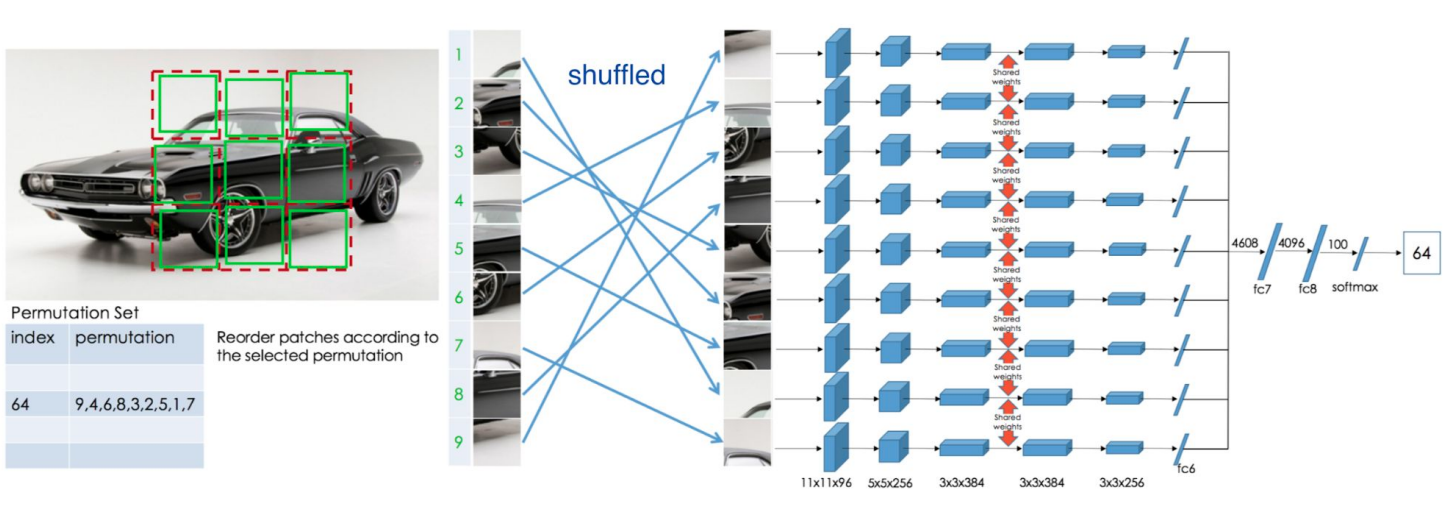 shuffled
1
2
3
4
5
6
7
8
9
Permutation Set
index permutation
64 9,4,6,8,3,2,5,1,7
Reorder patches according to
the selected permutation
Shared
weights
Shared
weights
Shared
weights
Shared
weights
Shared
weights
Shared
weights
Shared
weights
Shared
weights
11x11x96 5x5x256 3x3x384 3x3x384 3x3x256
fc6
4608 4096 100
fc7 fc8 softmax
64